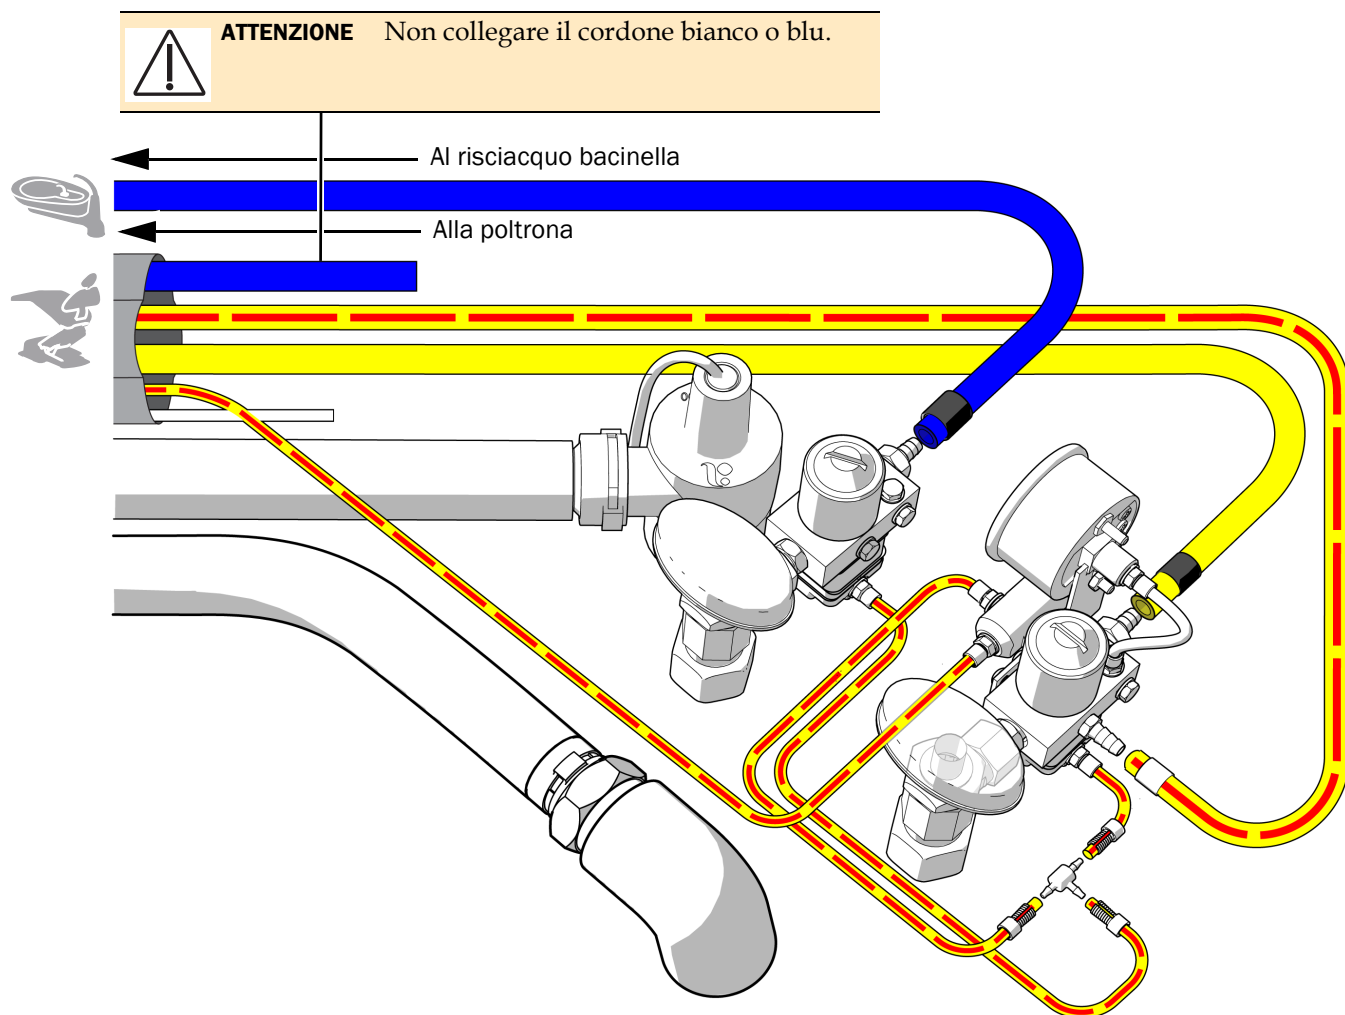 ATTENZIONE Non collegare il cordone bianco o blu.
Al risciacquo bacinella
Alla poltrona